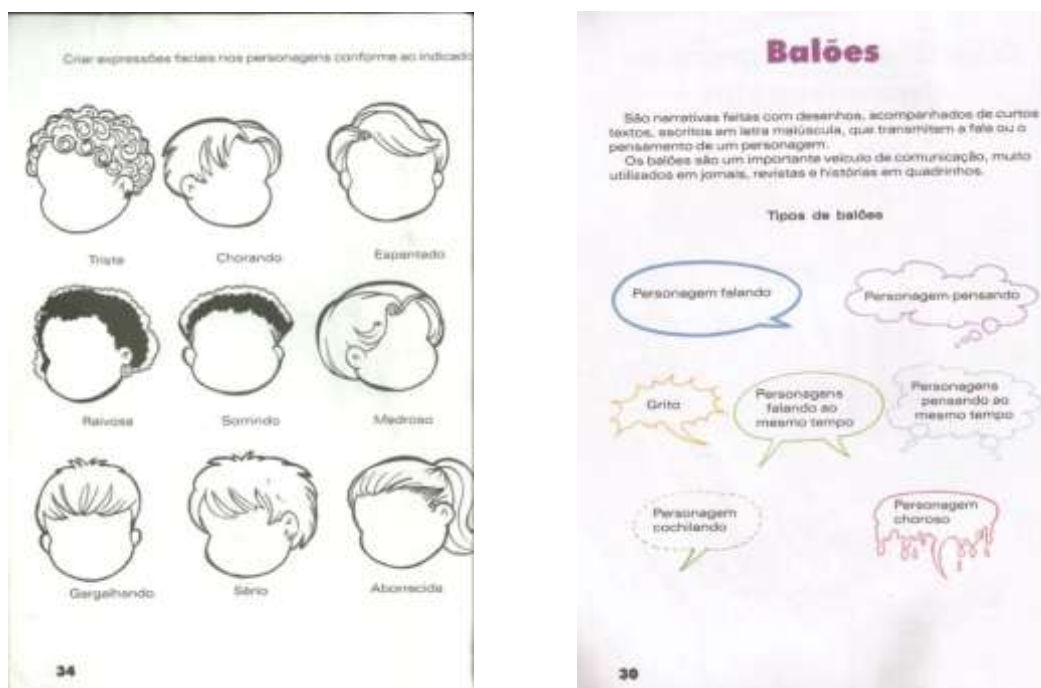 Criar expressões faciais nos personagens conforme ao indicado
Triste
Chorando
Espantado
Raivosa
Sorrindo
Medroso
Gargalhando
Sério
Aborrecida
34
Balões
São narrativas feitas com desenhos, acompanhados de curtos
textos, escritos em letra maiúscula, que transmitem a fala ou o
pensamento de um personagem.
Os balões são um importante veículo de comunicação, muito
utilizados em jornais, revistas e histórias em quadrinhos.
Tipos de balões
Personagem falando
Personagem pensando
Grito
Personagens
falando ao
mesmo tempo
Personagens
pensando ao
mesmo tempo
Personagem
cochilando
Personagem
choroso
30